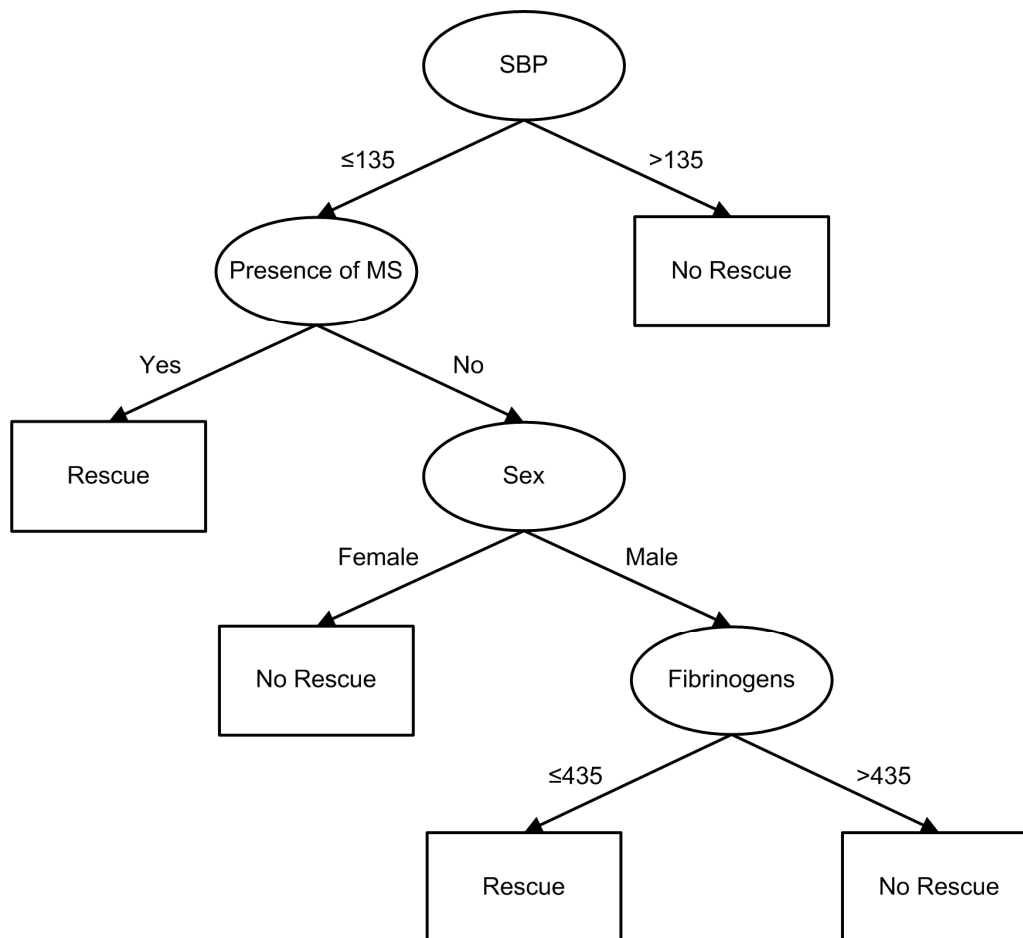 SBP
≤135
>135
Presence of MS
No Rescue
Yes
No
Rescue
Sex
Female
Male
No Rescue
Fibrinogens
≤435
>435
Rescue
No Rescue